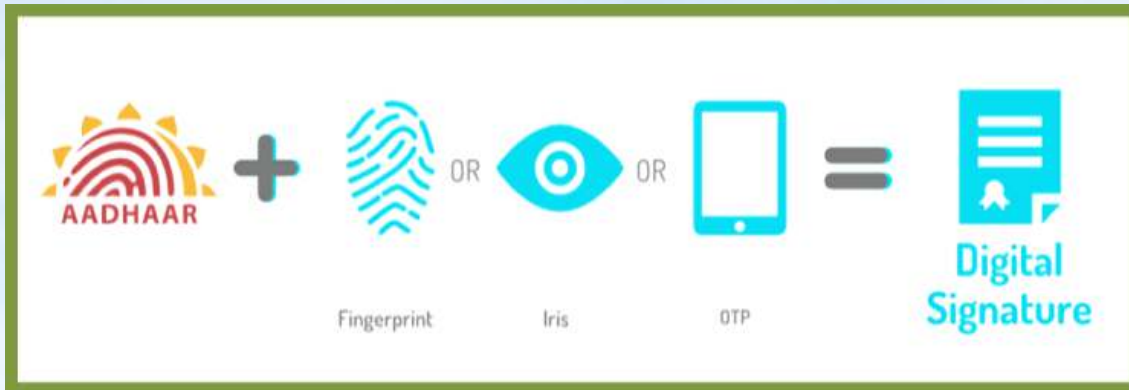 AADHAAR
OR
OR
Fingerprint
Iris
OTP
Digital
Signature